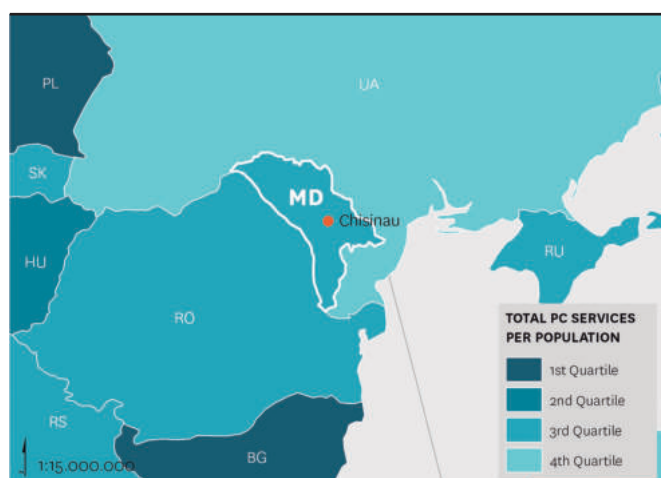 PL
UA
SK
MD
Chisinau
HU
RU
RO
TOTAL PC SERVICES
PER POPULATION
1st Quartile
2nd Quartile
3rd Quartile
4th Quartile
RS
BG
1:15.000.000